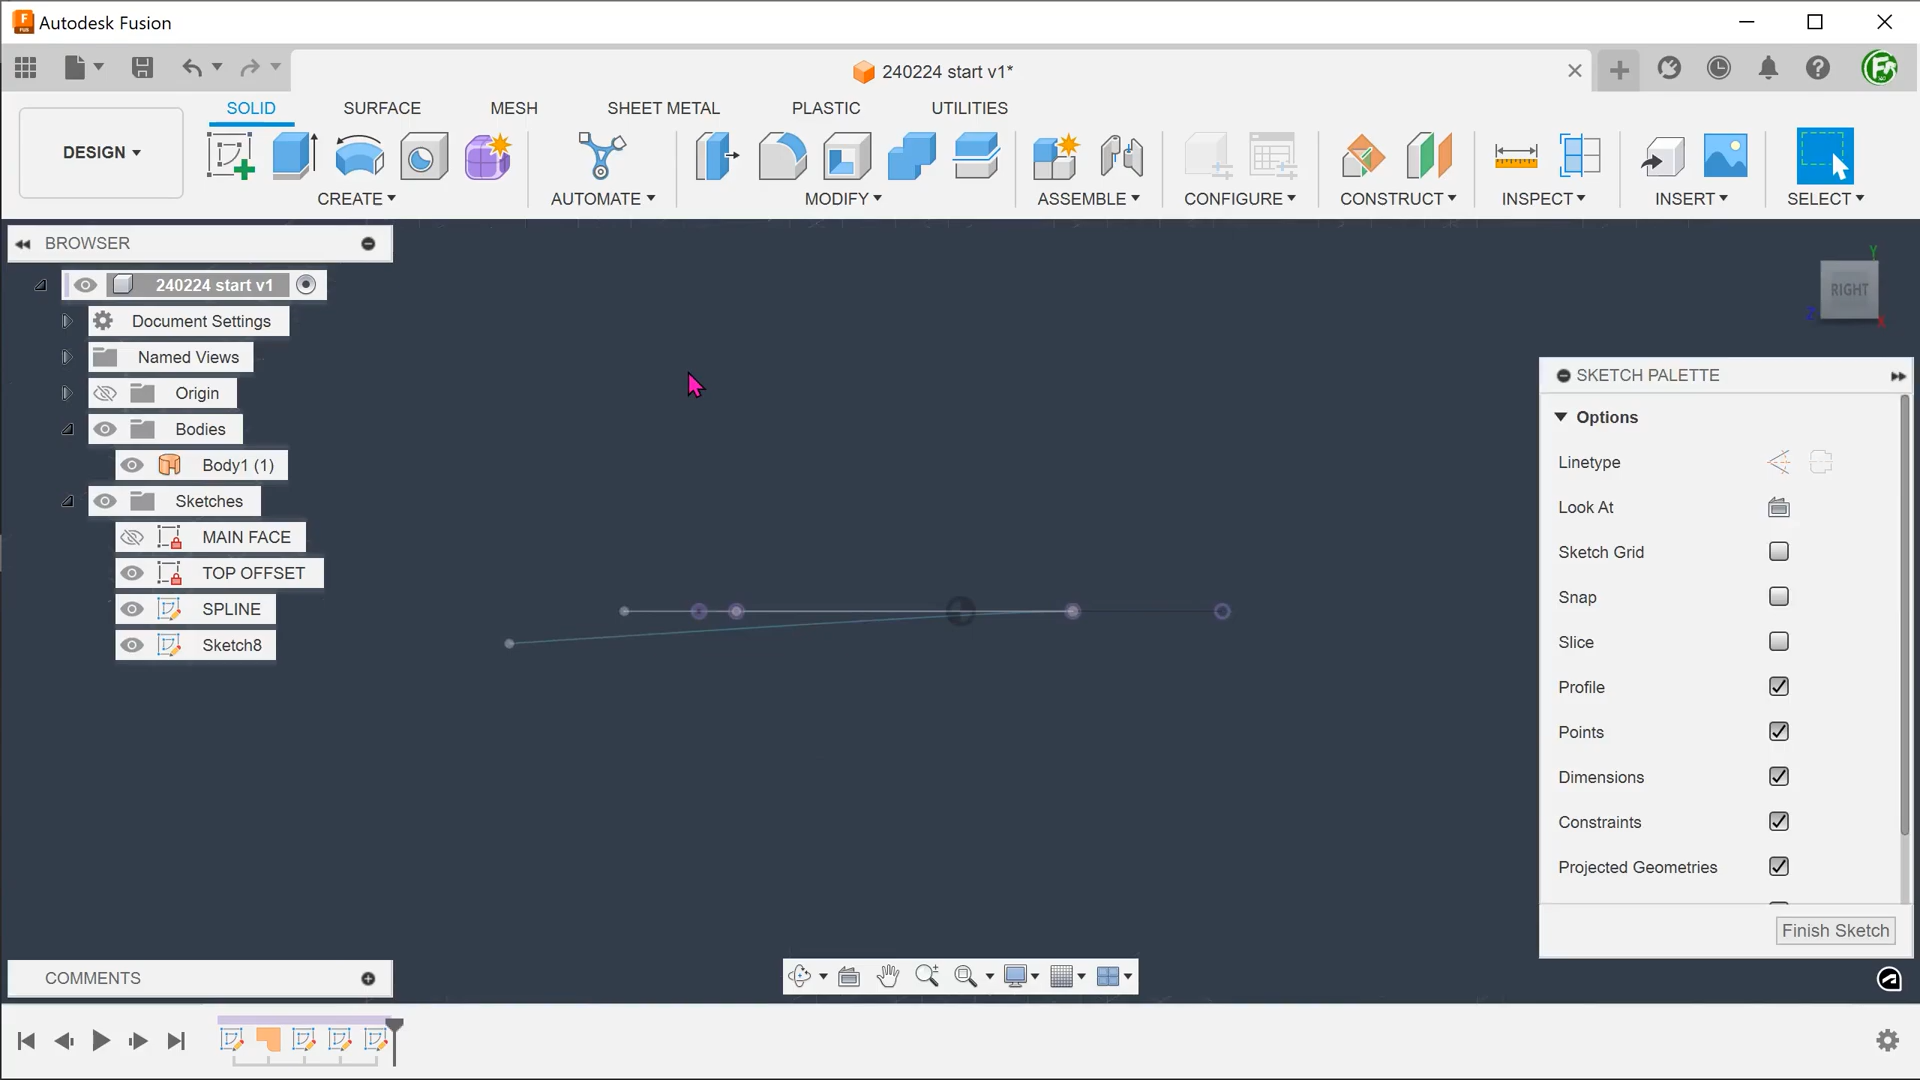 Autodesk Fusion
240224 start v1*
SOLID SURFACE MESH SHEET METAL PLASTIC UTILITIES
DESIGN
CREATE AUTOMATE MODIFY ASSEMBLE CONFIGURE CONSTRUCT INSPECT INSERT SELECT
BROWSER
240224 start v1
Document Settings
Named Views
Origin
Bodies
Body1 (1)
Sketches
MAIN FACE
TOP OFFSET
SPLINE
Sketch8
Y
RIGHT
Z
X
SKETCH PALETTE
Options
Linetype
Look At
Sketch Grid
Snap
Slice
Profile
Points
Dimensions
Constraints
Projected Geometries
Finish Sketch
COMMENTS